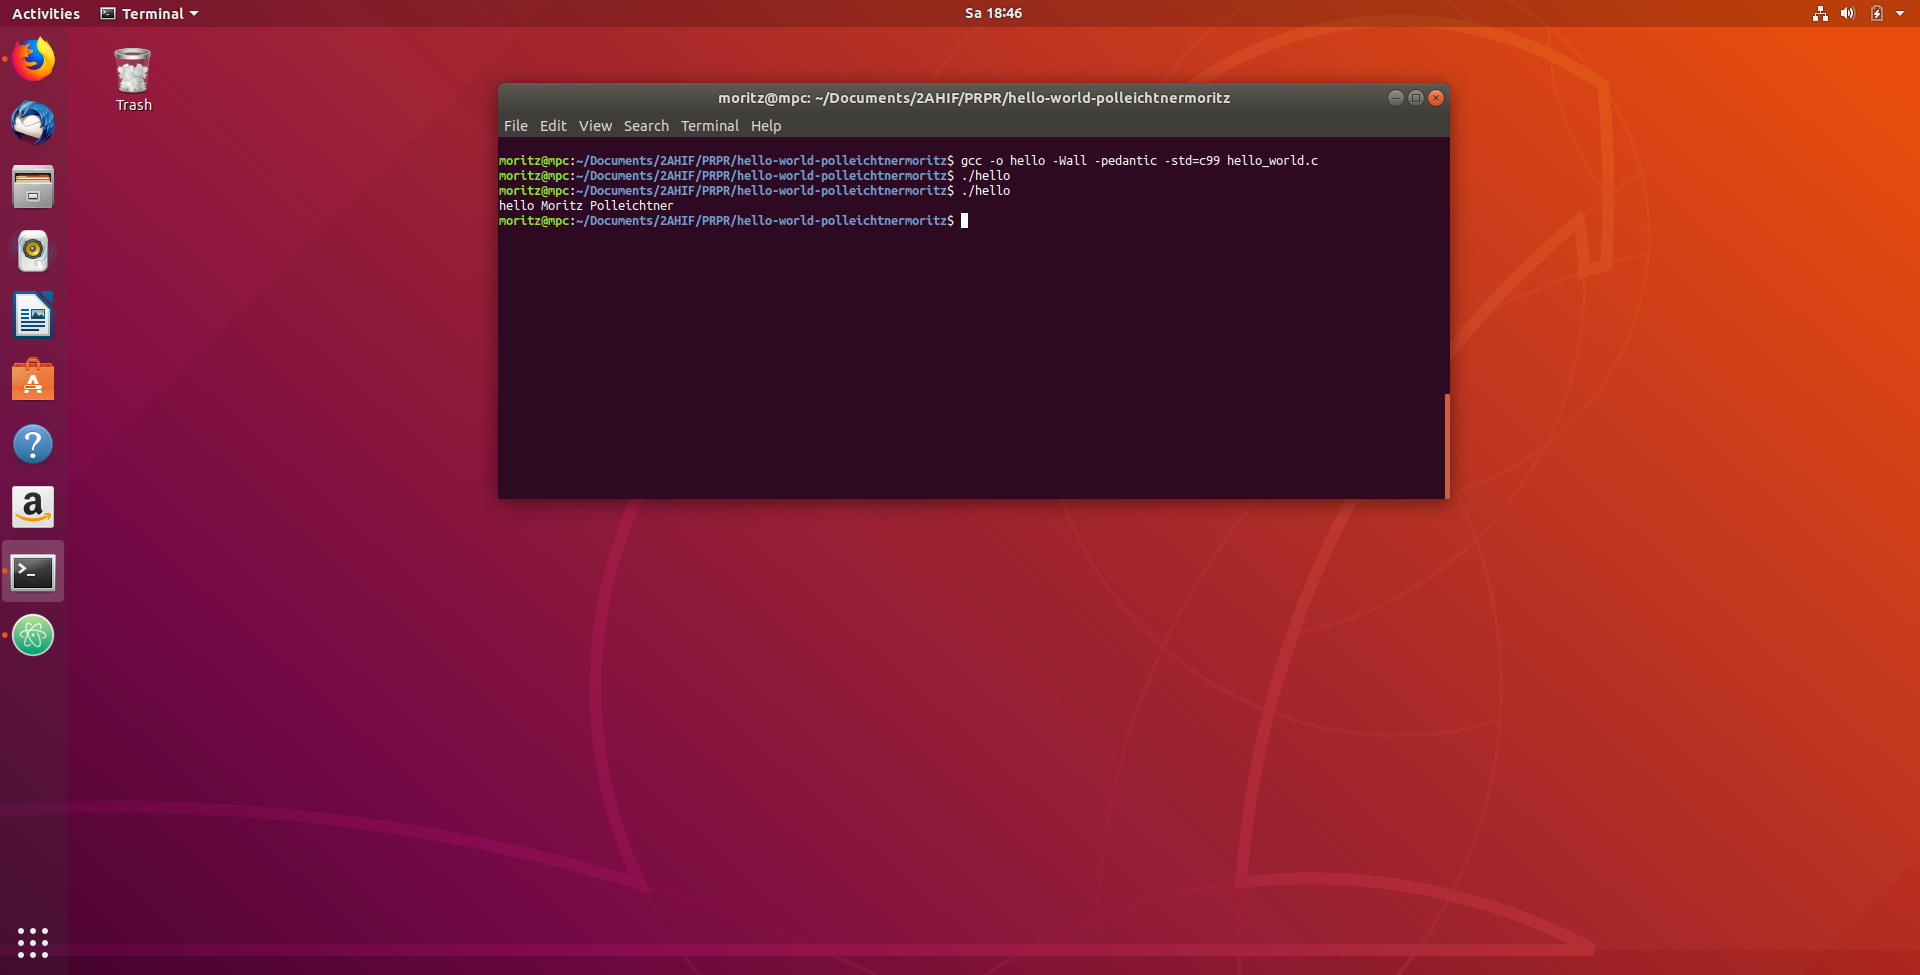 Activities Terminal Sa 18:46
Trash
moritz@mpc: ~/Documents/2AHIF/PRPR/hello-world-polleichtnermoritz
File Edit View Search Terminal Help
moritz@mpc:~/Documents/2AHIF/PRPR/hello-world-polleichtnermoritz$ gcc -o hello -Wall -pedantic -std=c99 hello_world.c
moritz@mpc:~/Documents/2AHIF/PRPR/hello-world-polleichtnermoritz$ ./hello
moritz@mpc:~/Documents/2AHIF/PRPR/hello-world-polleichtnermoritz$ ./hello
hello Moritz Polleichtner
moritz@mpc:~/Documents/2AHIF/PRPR/hello-world-polleichtnermoritz$